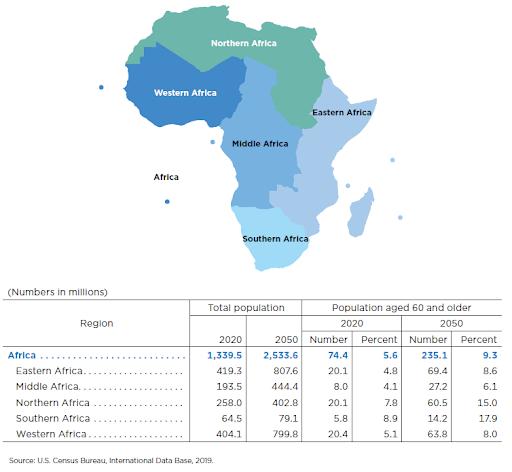 Northern Africa
Western Africa
Eastern Africa
Middle Africa
Africa
Southern Africa
(Numbers in millions)
Total population Population aged 60 and older
Region 2020 2050
2020 2050 Number Percent Number Percent
Africa ............................ 1,339.5 2,533.6 74.4 5.6 235.1 9.3
Eastern Africa.................... 419.3 807.6 20.1 4.8 69.4 8.6
Middle Africa..................... 193.5 444.4 8.0 4.1 27.2 6.1
Northern Africa .................. 258.0 402.8 20.1 7.8 60.5 15.0
Southern Africa .................. 64.5 79.1 5.8 8.9 14.2 17.9
Western Africa................... 404.1 799.8 20.4 5.1 63.8 8.0
Source: U.S. Census Bureau, International Data Base, 2019.